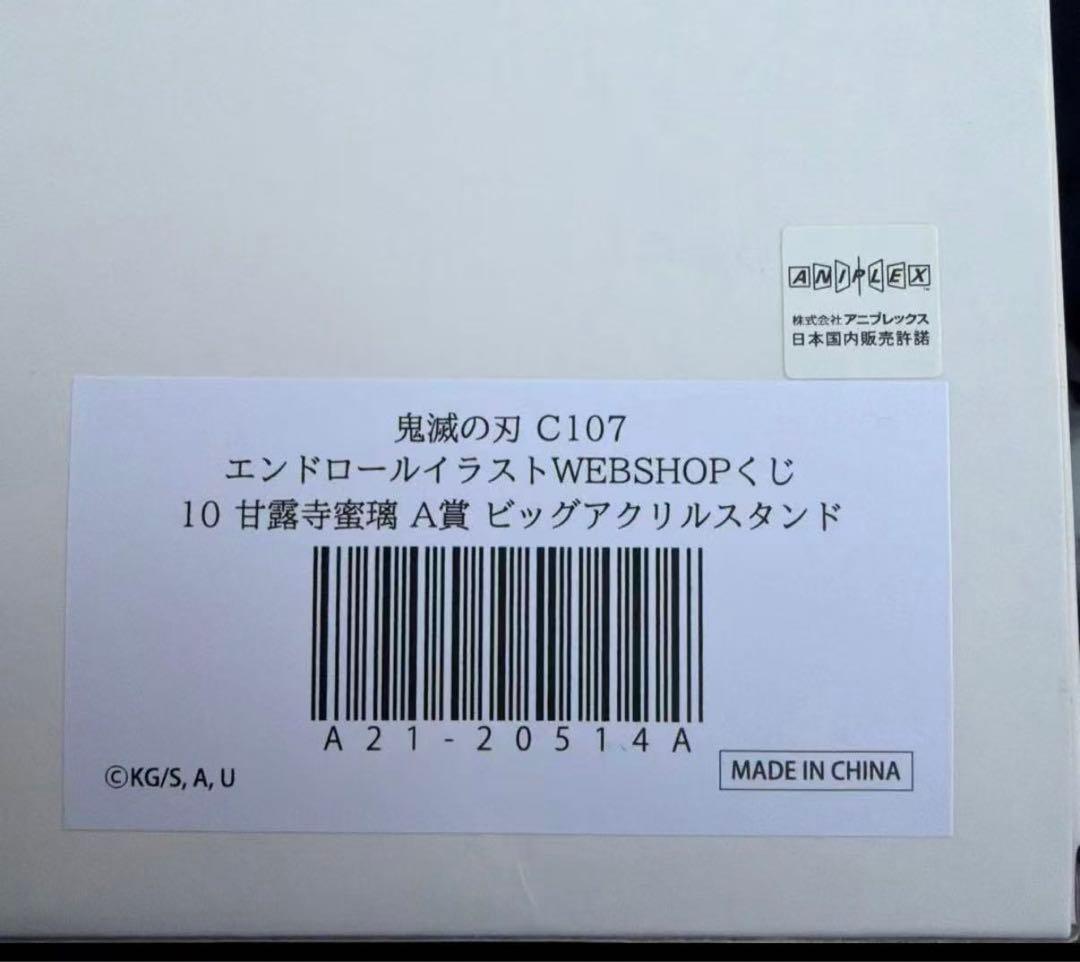 ANIPLEX™
株式会社アニプレックス
日本国内販売許諾
鬼滅の刃 C107
エンドロールイラストWEBSHOPくじ
10 甘露寺蜜璃 A賞 ビッグアクリルスタンド
A21-20514A
©KG/S, A, U
MADE IN CHINA